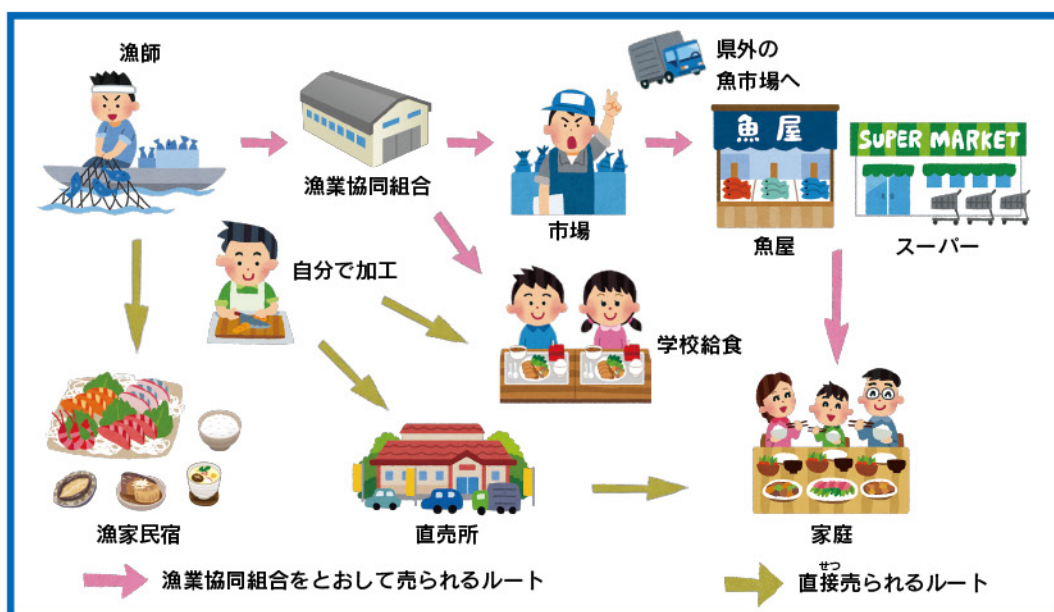 漁師
漁業協同組合
市場
県外の
魚市場へ
魚屋
SUPER MARKET
魚屋
スーパー
自分で加工
学校給食
漁家民宿
直売所
家庭
漁業協同組合をとおして売られるルート
せつ
直接売られるルート